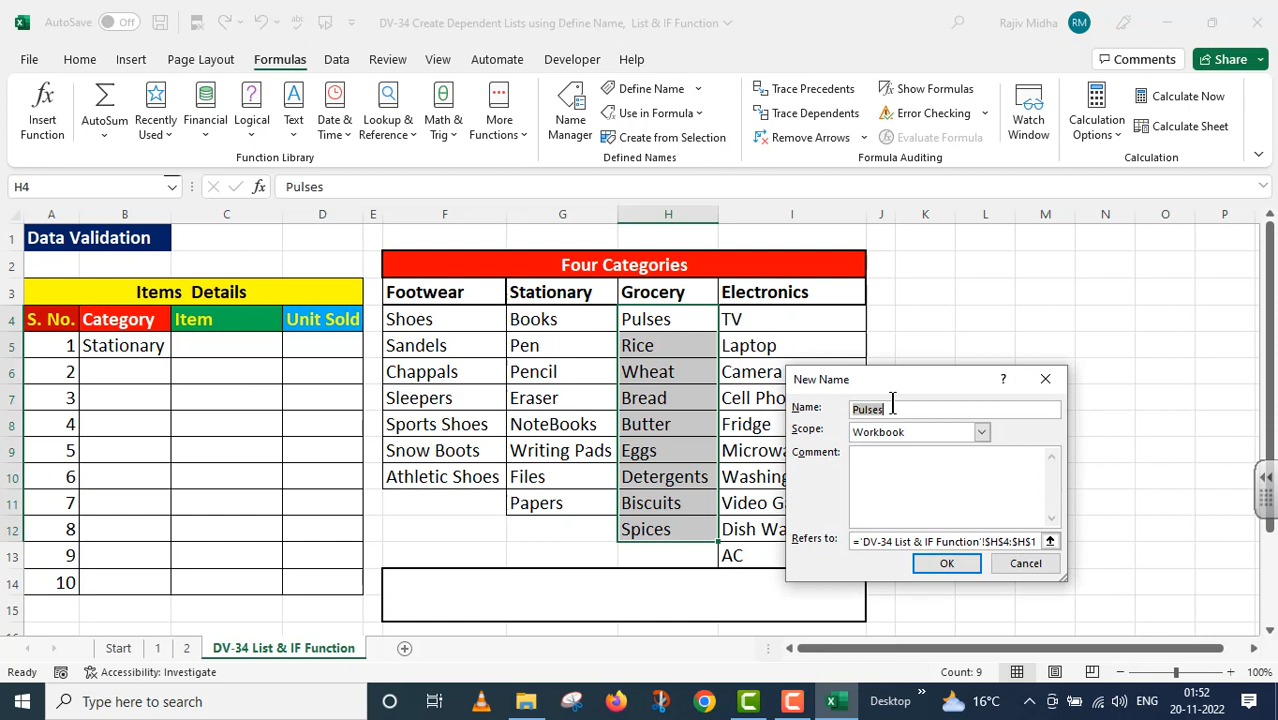 AutoSave Off DV-34 Create Dependent Lists using Define Name, List & IF Function Rajiv Midha RM
File Home Insert Page Layout Formulas Data Review View Automate Developer Help Comments Share
Insert Function AutoSum Recently Used Financial Logical Text Date & Time Lookup & Reference Math & Trig More Functions
Function Library
Name Manager Define Name Use in Formula Create from Selection
Defined Names
Trace Precedents Trace Dependents Remove Arrows Show Formulas Error Checking Evaluate Formula
Formula Auditing
Watch Window
Calculation Options Calculate Now Calculate Sheet
Calculation
H4 fx Pulses
A B C D E F G H I J K L M N O P
1 Data Validation
2 Four Categories
3 Items Details Footwear Stationary Grocery Electronics
4 S. No. Category Item Unit Sold Shoes Books Pulses TV
5 1 Stationary Sandels Pen Rice Laptop
6 2 Chappals Pencil Wheat Camera
7 3 Sleepers Eraser Bread Cell Pho
8 4 Sports Shoes NoteBooks Butter Fridge
9 5 Snow Boots Writing Pads Eggs Microwa
10 6 Athletic Shoes Files Detergents Washing
11 7 Papers Biscuits Video Ga
12 8 Spices Dish Wa
13 9 AC
14 10
15
New Name ?
Name: Pulses
Scope: Workbook
Comment:
Refers to: ='DV-34 List & IF Function'!$H$4:$H$1
OK Cancel
Start 1 2 DV-34 List & IF Function
Ready Accessibility: Investigate Count: 9 100%
Type here to search Desktop 16°C ENG 01:52
20-11-2022